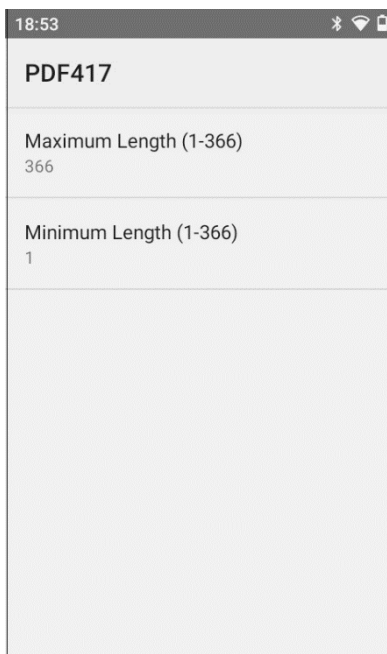 18:53
PDF417
Maximum Length (1-366)
366
Minimum Length (1-366)
1